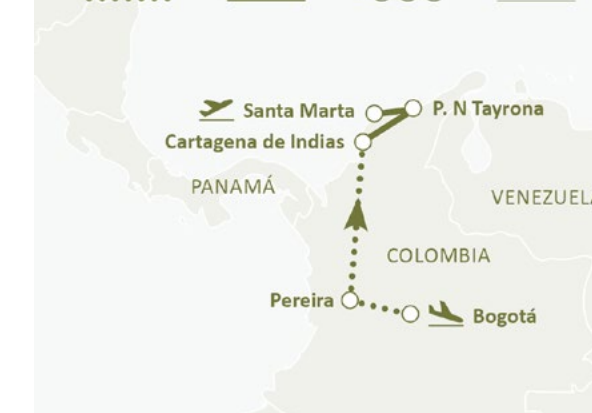 Santa Marta
P. N Tayrona
Cartagena de Indias
PANAMÁ
VENEZUELA
COLOMBIA
Pereira
Bogotá